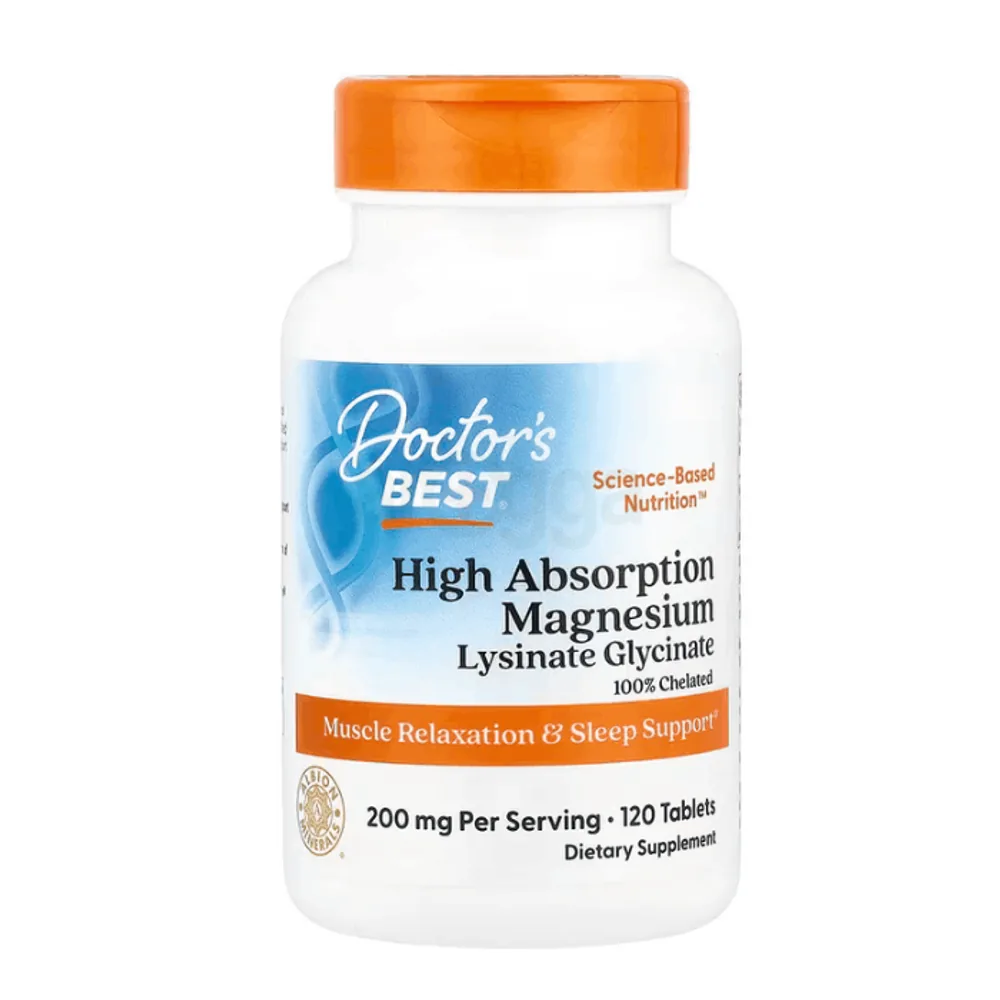 Doctor's
BEST®
Science-Based
Nutrition™
High Absorption
Magnesium
Lysinate Glycinate
100% Chelated
Muscle Relaxation & Sleep Support
ALBION
MINERALS
200 mg Per Serving • 120 Tablets
Dietary Supplement